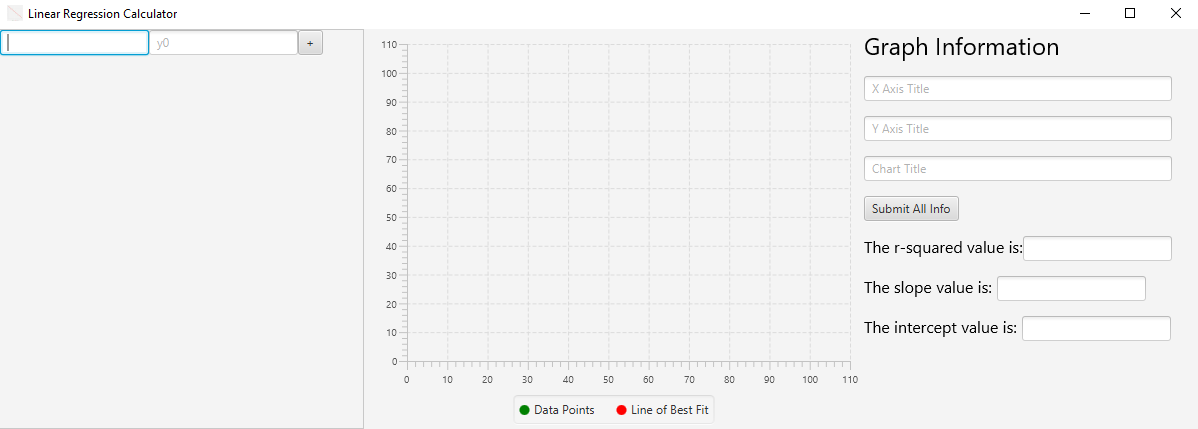 Linear Regression Calculator
y0 +
110
100
90
80
70
60
50
40
30
20
10
0
0 10 20 30 40 50 60 70 80 90 100 110
Data Points Line of Best Fit
Graph Information
X Axis Title
Y Axis Title
Chart Title
Submit All Info
The r-squared value is:
The slope value is:
The intercept value is: